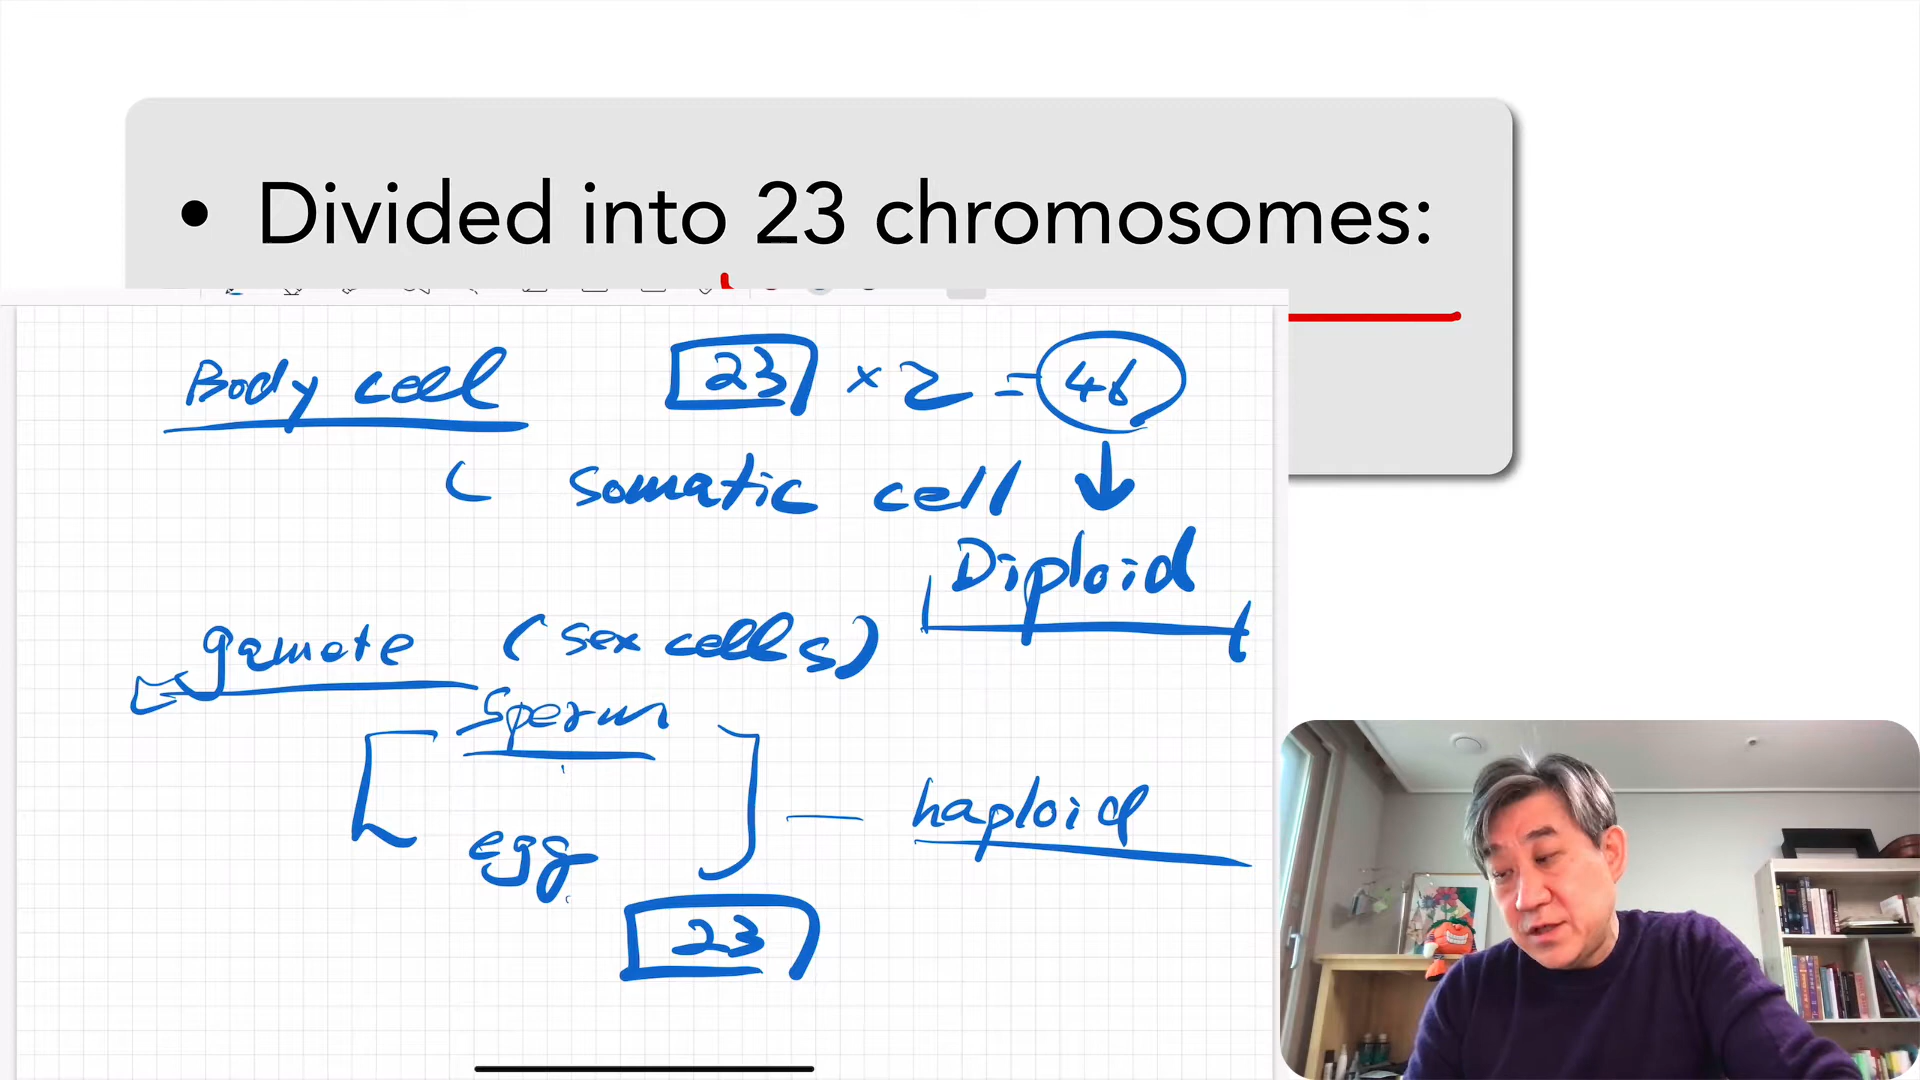 • Divided into 23 chromosomes:
Body cell 23 × 2 = 46
( somatic cell
Diploid
gamete (sex cells)
sperm
haploid
egg
23